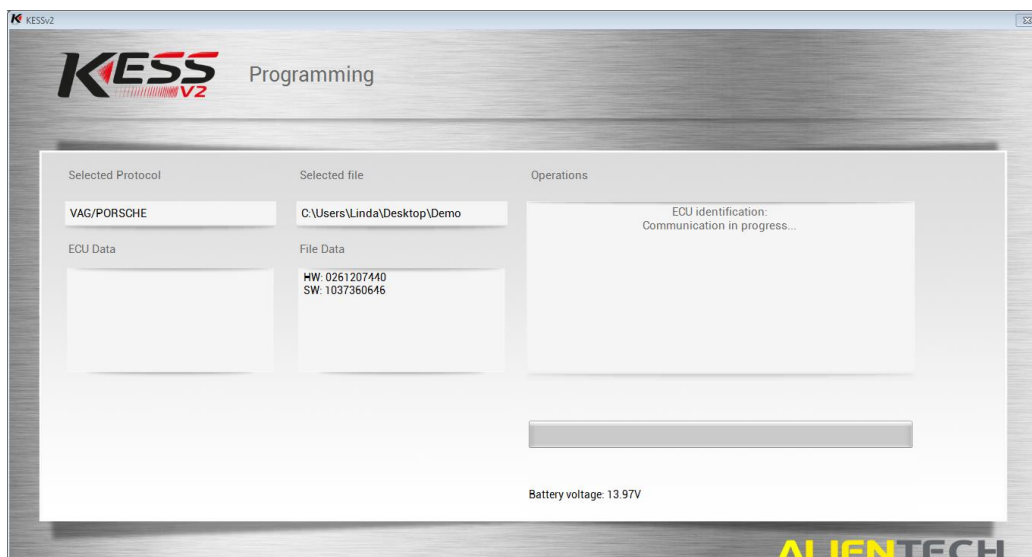 KESSv2
KESS V2
Programming
Selected Protocol
Selected file
Operations
VAG/PORSCHE
C:\Users\Linda\Desktop\Demo
ECU identification:
Communication in progress...
ECU Data
File Data
HW: 0261207440
SW: 1037360646
Battery voltage: 13.97V
ALIENTECH